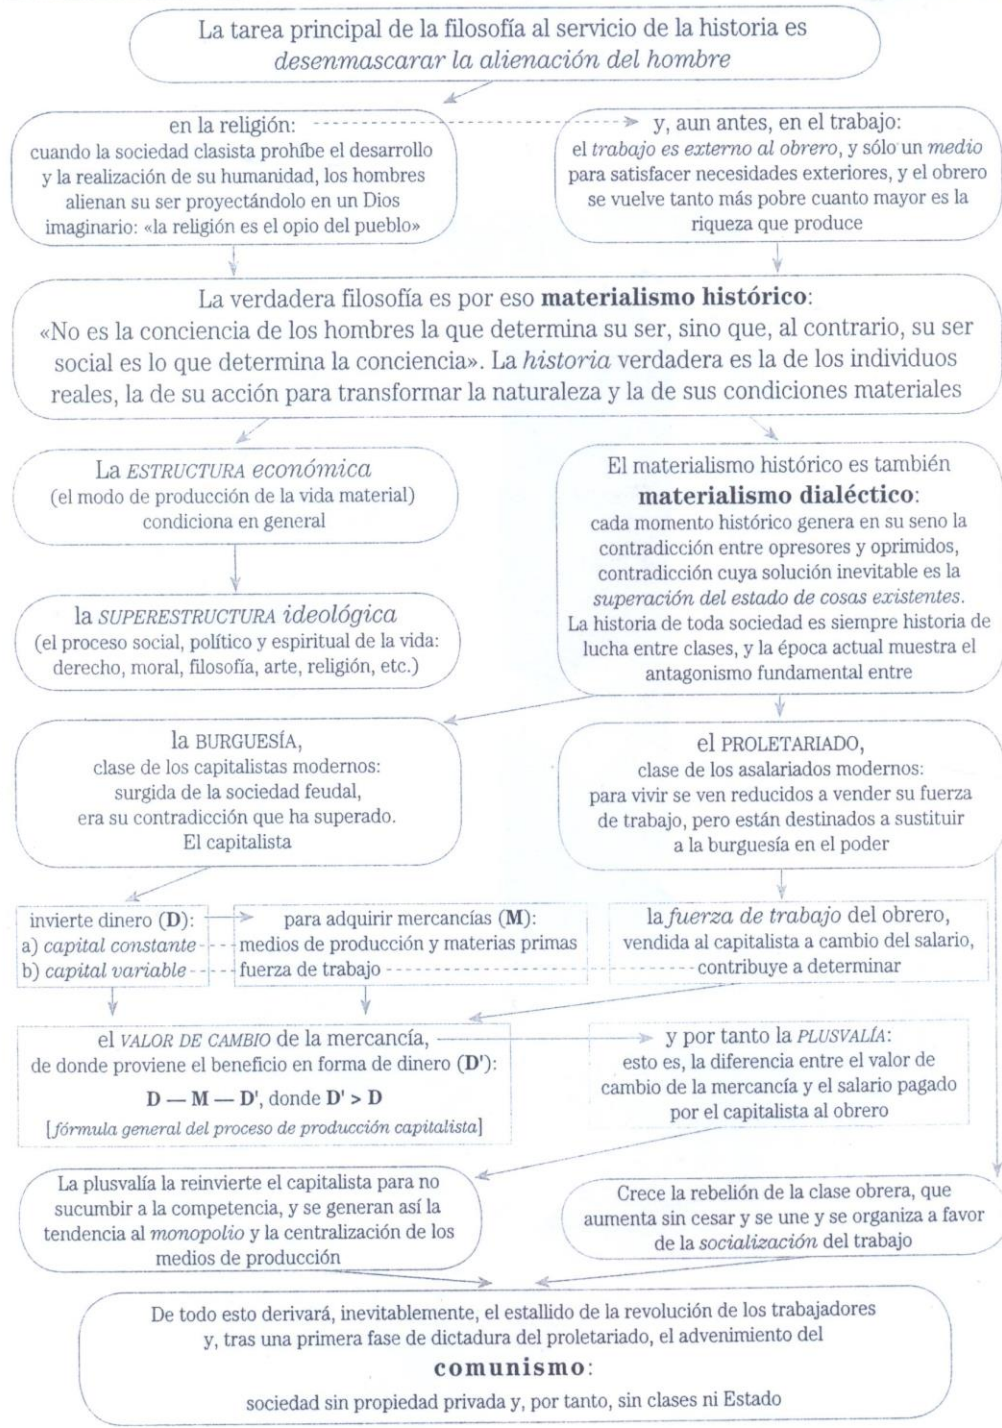 La tarea principal de la filosofía al servicio de la historia es
desenmascarar la alienación del hombre
en la religión:
cuando la sociedad clasista prohíbe el desarrollo
y la realización de su humanidad, los hombres
alienan su ser proyectándolo en un Dios
imaginario: «la religión es el opio del pueblo»
y, aun antes, en el trabajo:
el trabajo es externo al obrero, y sólo un medio
para satisfacer necesidades exteriores, y el obrero
se vuelve tanto más pobre cuanto mayor es la
riqueza que produce
La verdadera filosofía es por eso materialismo histórico:
«No es la conciencia de los hombres la que determina su ser, sino que, al contrario, su ser
social es lo que determina la conciencia». La historia verdadera es la de los individuos
reales, la de su acción para transformar la naturaleza y la de sus condiciones materiales
La ESTRUCTURA económica
(el modo de producción de la vida material)
condiciona en general
la SUPERESTRUCTURA ideológica
(el proceso social, político y espiritual de la vida:
derecho, moral, filosofía, arte, religión, etc.)
El materialismo histórico es también
materialismo dialéctico:
cada momento histórico genera en su seno la
contradicción entre opresores y oprimidos,
contradicción cuya solución inevitable es la
superación del estado de cosas existentes.
La historia de toda sociedad es siempre historia de
lucha entre clases, y la época actual muestra el
antagonismo fundamental entre
la BURGUESÍA,
clase de los capitalistas modernos:
surgida de la sociedad feudal,
era su contradicción que ha superado.
El capitalista
el PROLETARIADO,
clase de los asalariados modernos:
para vivir se ven reducidos a vender su fuerza
de trabajo, pero están destinados a sustituir
a la burguesía en el poder
invierte dinero (D):
a) capital constante
b) capital variable
para adquirir mercancías (M):
medios de producción y materias primas
fuerza de trabajo
la fuerza de trabajo del obrero,
vendida al capitalista a cambio del salario,
contribuye a determinar
el VALOR DE CAMBIO de la mercancía,
de donde proviene el beneficio en forma de dinero (D'):
D — M — D', donde D' > D
[fórmula general del proceso de producción capitalista]
y por tanto la PLUSVALÍA:
esto es, la diferencia entre el valor de
cambio de la mercancía y el salario pagado
por el capitalista al obrero
La plusvalía la reinvierte el capitalista para no
sucumbir a la competencia, y se generan así la
tendencia al monopolio y la centralización de los
medios de producción
Crece la rebelión de la clase obrera, que
aumenta sin cesar y se une y se organiza a favor
de la socialización del trabajo
De todo esto derivará, inevitablemente, el estallido de la revolución de los trabajadores
y, tras una primera fase de dictadura del proletariado, el advenimiento del
comunismo:
sociedad sin propiedad privada y, por tanto, sin clases ni Estado